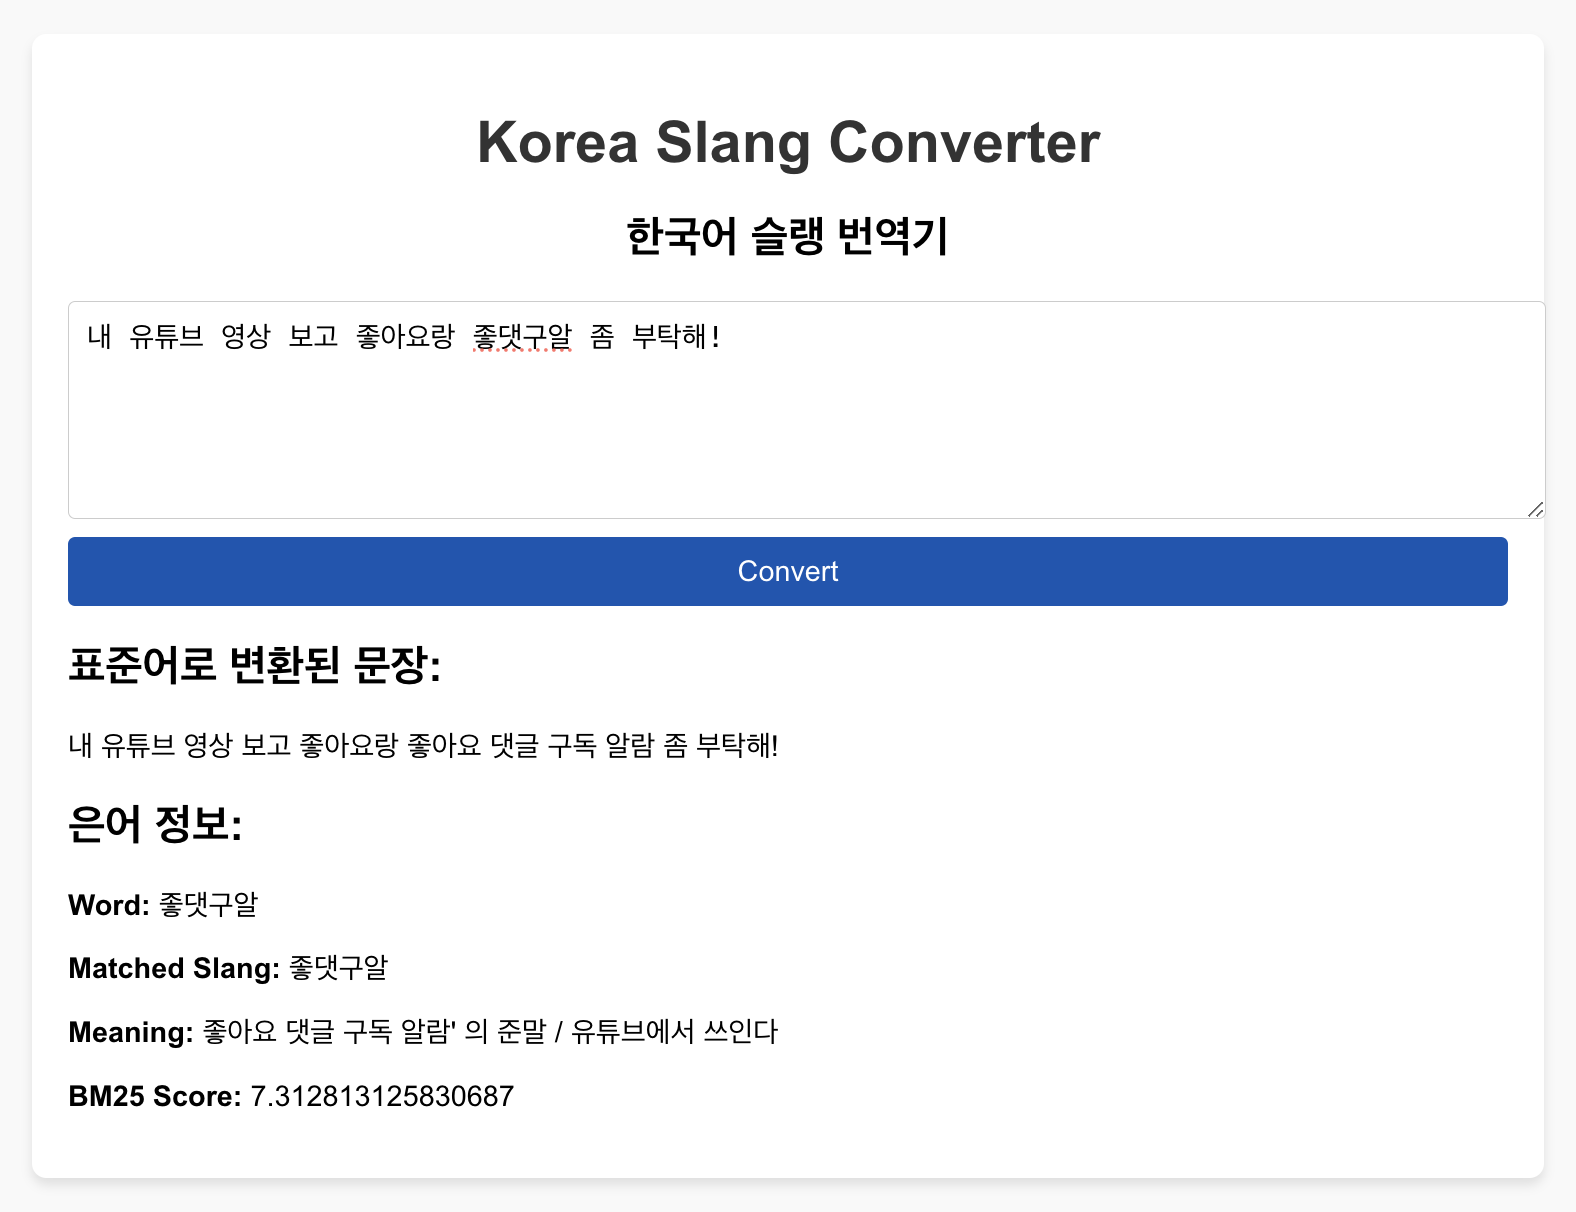 Korea Slang Converter
한국어 슬랭 번역기
내 유튜브 영상 보고 좋아요랑 좋댓구알 좀 부탁해!
Convert
표준어로 변환된 문장:
내 유튜브 영상 보고 좋아요랑 좋아요 댓글 구독 알람 좀 부탁해!
은어 정보:
Word: 좋댓구알
Matched Slang: 좋댓구알
Meaning: 좋아요 댓글 구독 알람' 의 준말 / 유튜브에서 쓰인다
BM25 Score: 7.312813125830687